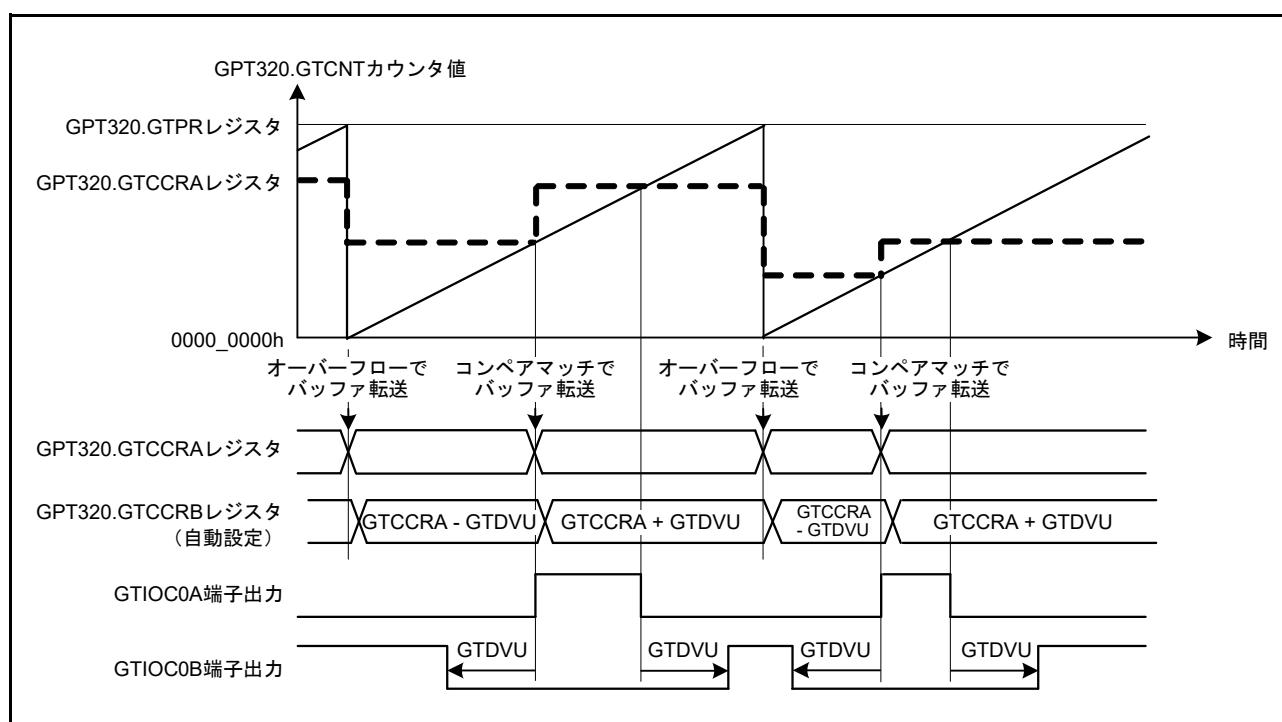 GPT320.GTCNTカウンタ値
GPT320.GTPRレジスタ
GPT320.GTCCRAレジスタ
0000_0000h
時間
オーバーフローで
バッファ転送
コンペアマッチで
バッファ転送
オーバーフローで
バッファ転送
コンペアマッチで
バッファ転送
GPT320.GTCCRAレジスタ
GPT320.GTCCRBレジスタ
（自動設定）
GTCCRA - GTDVU
GTCCRA + GTDVU
GTCCRA
- GTDVU
GTCCRA + GTDVU
GTIOC0A端子出力
GTIOC0B端子出力
GTDVU
GTDVU
GTDVU
GTDVU